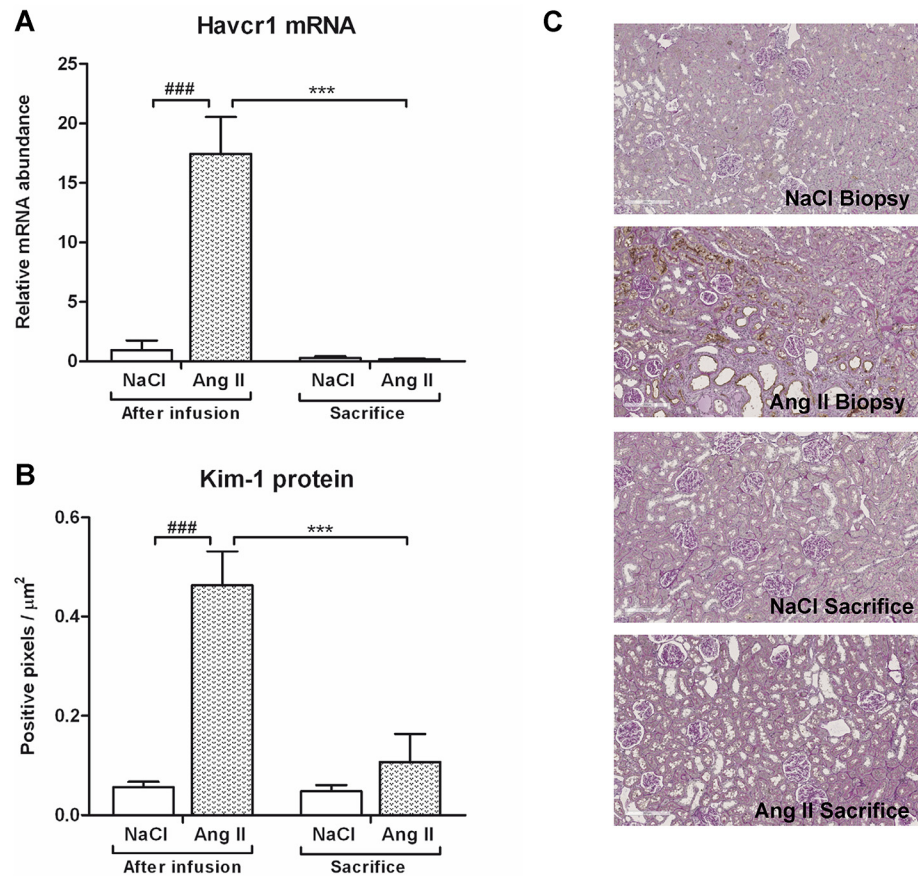 A
Havcr1 mRNA
Relative mRNA abundance
25
20
15
10
5
0
###
***
NaCl
Ang II
NaCl
Ang II
After infusion
Sacrifice
B
Kim-1 protein
Positive pixels / μm²
0.6
0.4
0.2
0.0
###
***
NaCl
Ang II
NaCl
Ang II
After infusion
Sacrifice
C
NaCl Biopsy
Ang II Biopsy
NaCl Sacrifice
Ang II Sacrifice